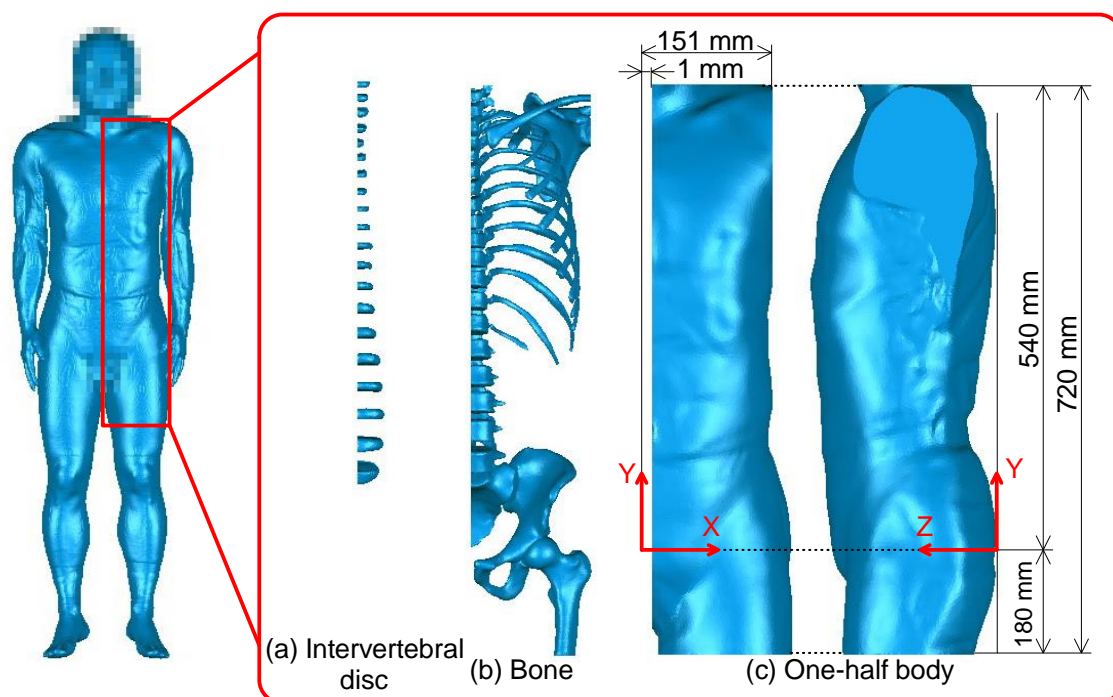 151 mm
1 mm
540 mm
720 mm
Y
Y
X
Z
180 mm
(a) Intervertebral
disc
(b) Bone
(c) One-half body